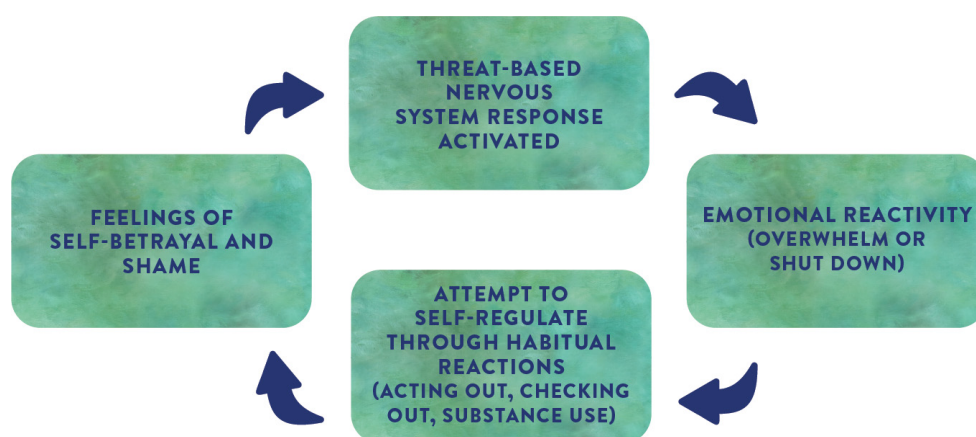 THREAT-BASED
NERVOUS
SYSTEM RESPONSE
ACTIVATED
EMOTIONAL REACTIVITY
(OVERWHELM OR
SHUT DOWN)
ATTEMPT TO
SELF-REGULATE
THROUGH HABITUAL
REACTIONS
(ACTING OUT, CHECKING
OUT, SUBSTANCE USE)
FEELINGS OF
SELF-BETRAYAL AND
SHAME